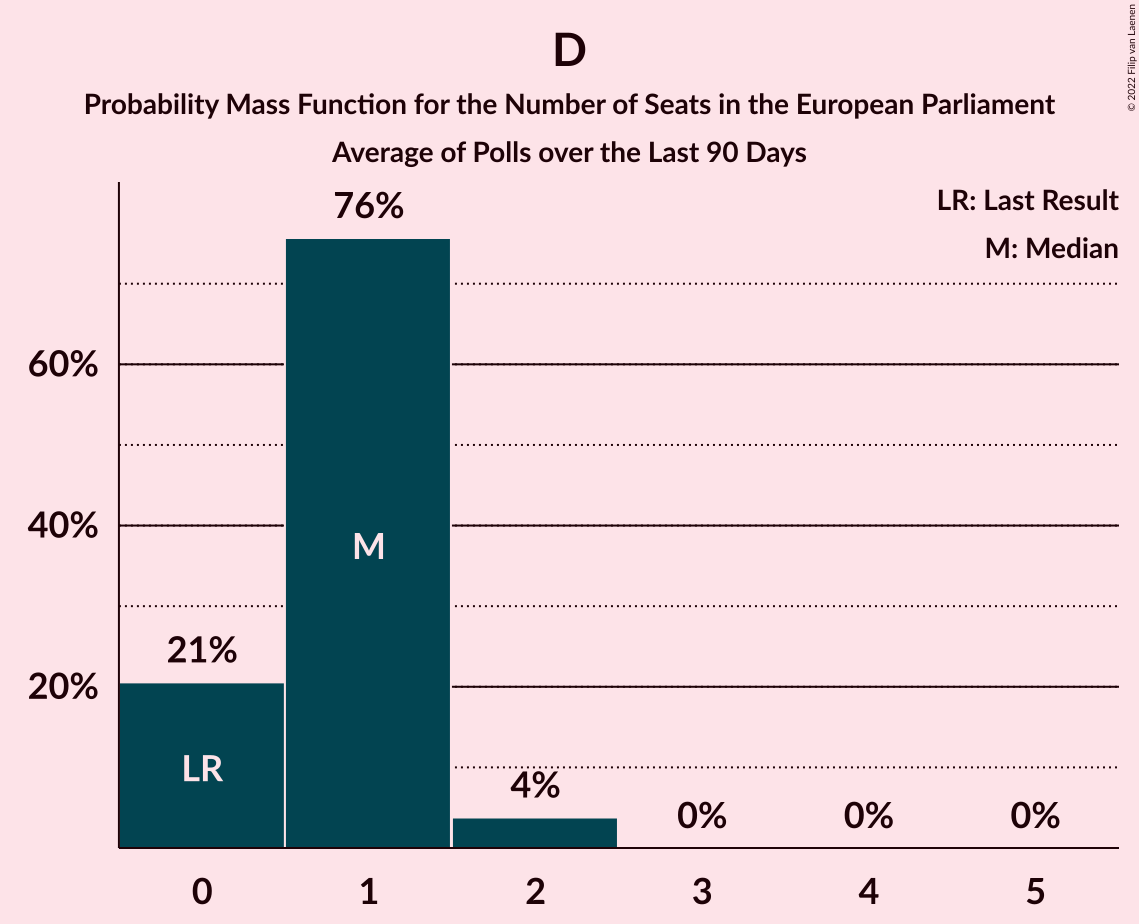 D
Probability Mass Function for the Number of Seats in the European Parliament
Average of Polls over the Last 90 Days
© 2022 Filip van Laenen
LR: Last Result
M: Median
76%
60%
40%
M
21%
20%
LR
4%
0%
0%
0%
0
1
2
3
4
5